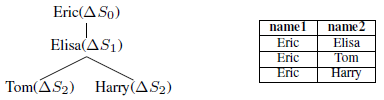 Eric(ΔS₀)
Elisa(ΔS₁)
Tom(ΔS₂) Harry(ΔS₂)
name1 name2
Eric Elisa
Eric Tom
Eric Harry